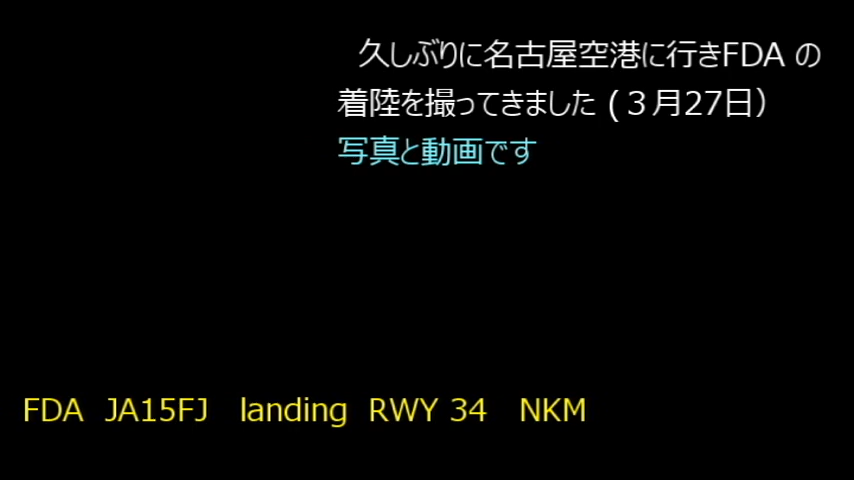 久しぶりに名古屋空港に行きFDA の
着陸を撮ってきました (３月27日）
写真と動画です
FDA  JA15FJ   landing  RWY 34   NKM